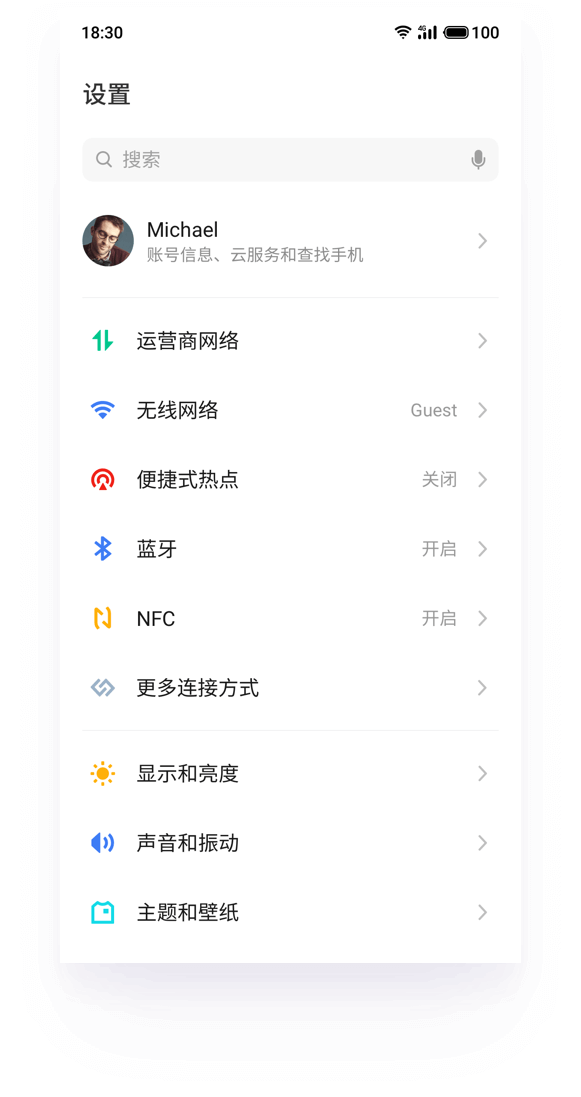 18:30 4G 100
设置
搜索
Michael
账号信息、云服务和查找手机
运营商网络
无线网络 Guest
便捷式热点 关闭
蓝牙 开启
NFC 开启
更多连接方式
显示和亮度
声音和振动
主题和壁纸